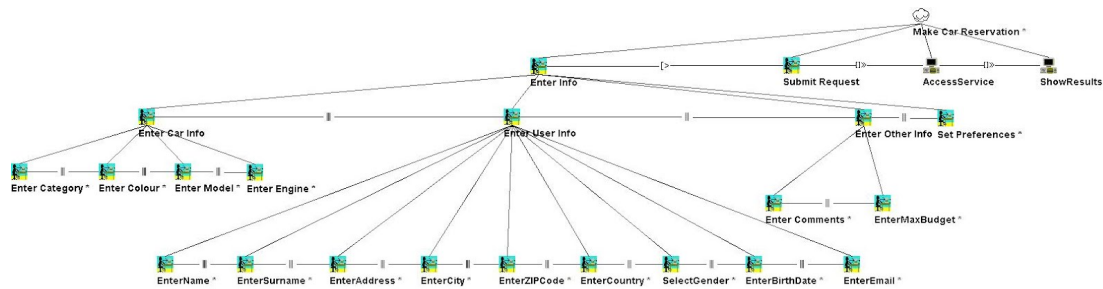 Make Car Reservation *
[>
[]>>
[]>>
Enter Info
Submit Request
AccessService
ShowResults
|||
|||
|||
Enter Car Info
Enter User Info
Enter Other Info
Set Preferences *
|||
|||
|||
Enter Category *
Enter Colour *
Enter Model *
Enter Engine *
|||
Enter Comments *
EnterMaxBudget *
|||
|||
|||
|||
|||
|||
|||
|||
EnterName *
EnterSurname *
EnterAddress *
EnterCity *
EnterZIPCode *
EnterCountry *
SelectGender *
EnterBirthDate *
EnterEmail *